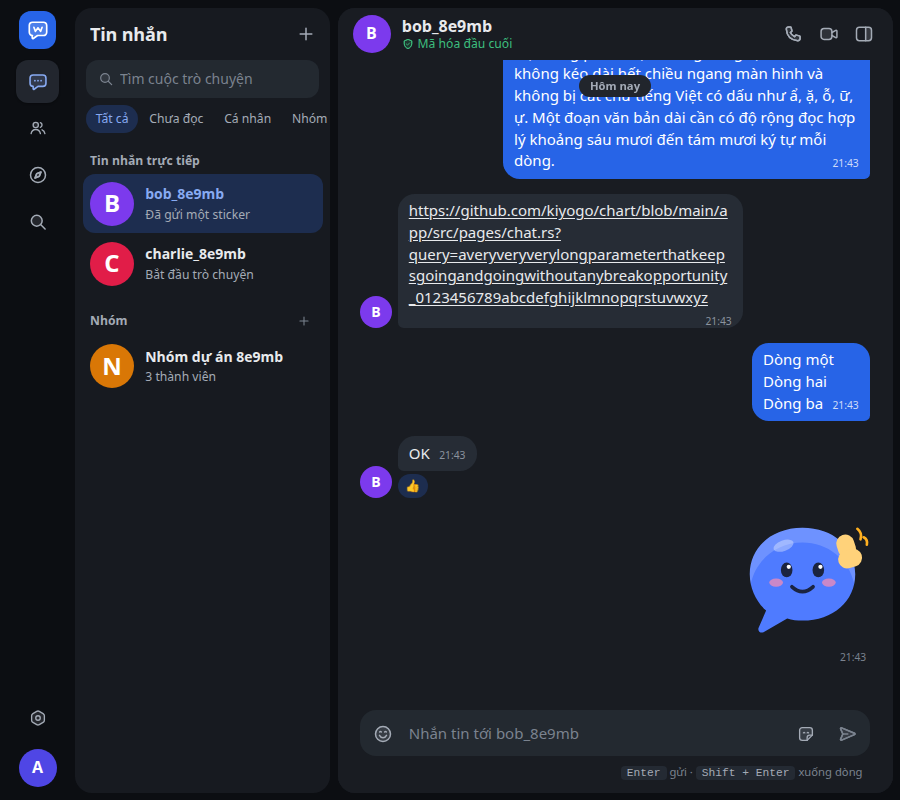 Tin nhắn
Tìm cuộc trò chuyện
Tất cả
Chưa đọc
Cá nhân
Nhóm
Tin nhắn trực tiếp
B
bob_8e9mb
Đã gửi một sticker
C
charlie_8e9mb
Bắt đầu trò chuyện
Nhóm
N
Nhóm dự án 8e9mb
3 thành viên
A
B
bob_8e9mb
Mã hóa đầu cuối
Hôm nay
không kéo dài hết chiều ngang màn hình và
không bị cắt chữ tiếng Việt có dấu như ẩ, ặ, ỗ, ữ,
ự. Một đoạn văn bản dài cần có độ rộng đọc hợp
lý khoảng sáu mươi đến tám mươi ký tự mỗi
dòng.
21:43
https://github.com/kiyogo/chart/blob/main/a
pp/src/pages/chat.rs?
query=averyveryverylongparameterthatkeep
sgoingandgoingwithoutanybreakopportunity
_0123456789abcdefghijklmnopqrstuvwxyz
21:43
B
Dòng một
Dòng hai
Dòng ba 21:43
OK 21:43
B
21:43
Nhắn tin tới bob_8e9mb
Enter gửi · Shift + Enter xuống dòng